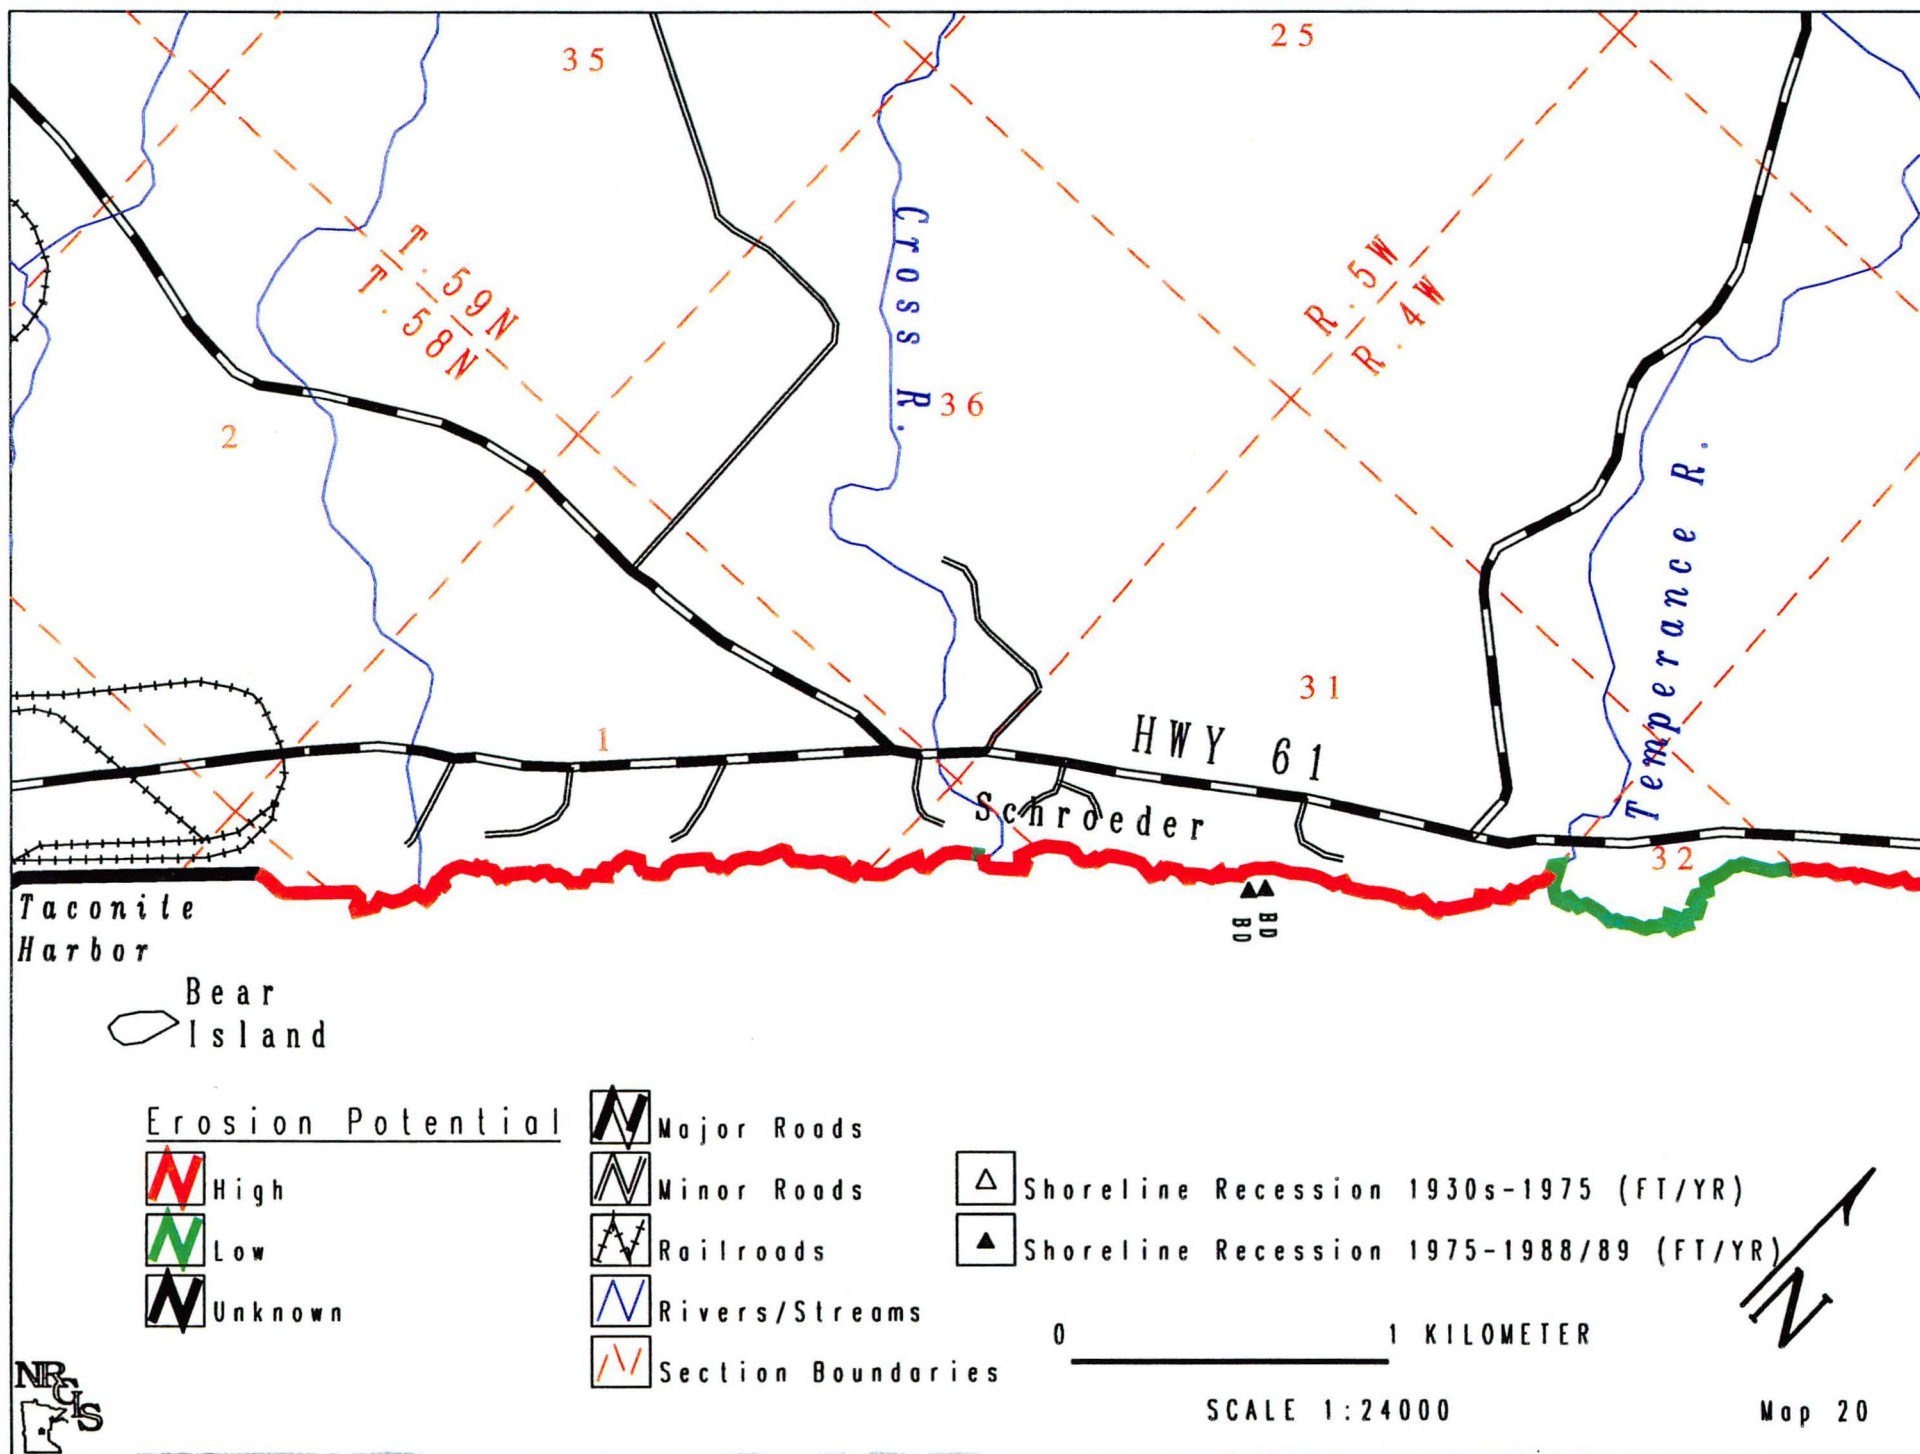 35
25
Cross R.
T.59N
T.58N
R.5W
R.4W
36
2
Temperance R.
31
1
HWY 61
Schroeder
32
Taconite
Harbor
BD
BD
Bear
Island
Erosion Potential
High
Low
Unknown
Major Roads
Minor Roads
Railroads
Rivers/Streams
Section Boundaries
Shoreline Recession 1930s-1975 (FT/YR)
Shoreline Recession 1975-1988/89 (FT/YR)
N
0 1 KILOMETER
SCALE 1:24000
Map 20
NRGIS